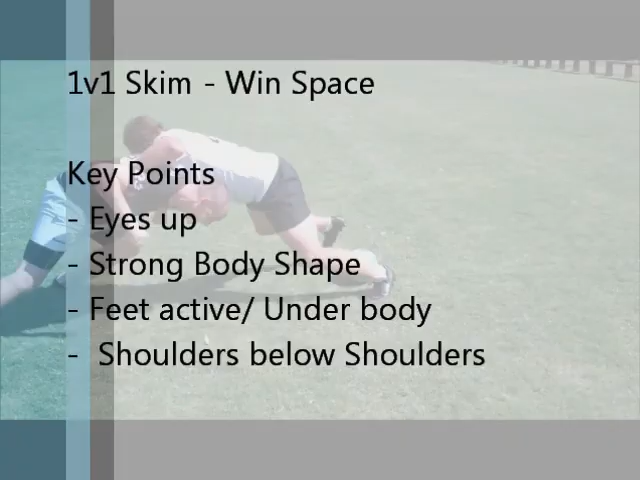 1v1 Skim - Win Space
Key Points
- Eyes up
- Strong Body Shape
- Feet active/ Under body
- Shoulders below Shoulders